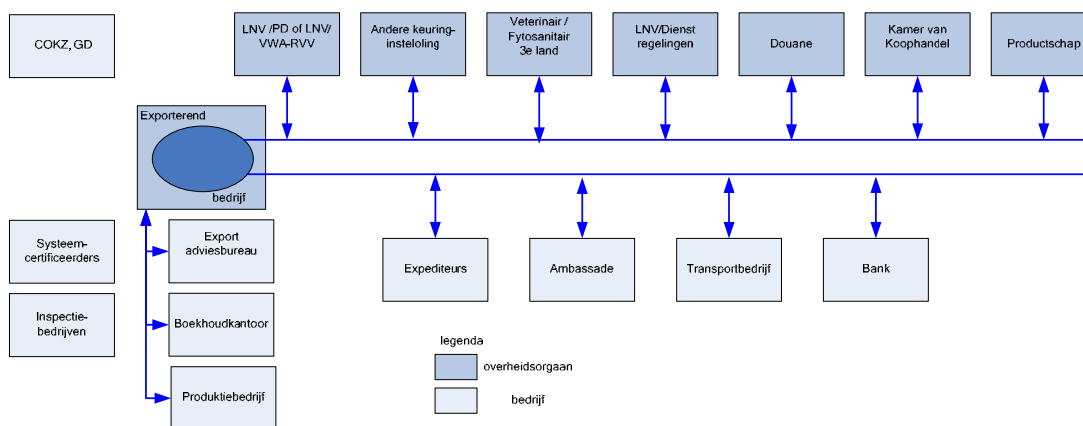 COKZ, GD
LNV /PD of LNV/
VWA-RVV
Andere keuring-
insteloling
Veterinair /
Fytosanitair
3e land
LNV/Dienst
regelingen
Douane
Kamer van
Koophandel
Productschap
Exporterend
bedrijf
Systeem-
certificeerders
Export
adviesbureau
Expediteurs
Ambassade
Transportbedrijf
Bank
Inspectie-
bedrijven
Boekhoudkantoor
Produktiebedrijf
legenda
overheidsorgaan
bedrijf